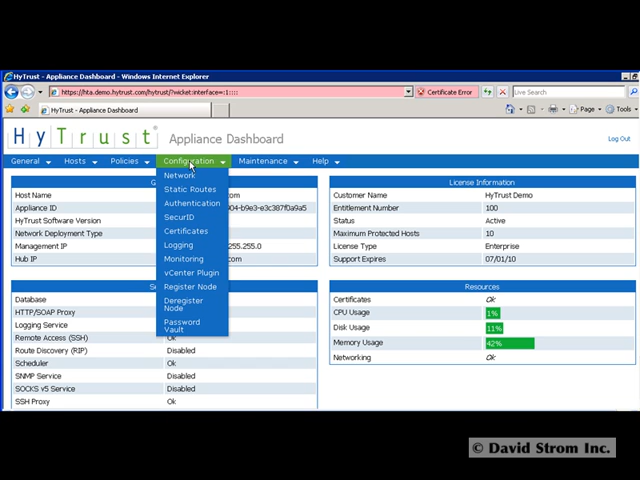 HyTrust - Appliance Dashboard - Windows Internet Explorer
https://hta.demo.hytrust.com/hytrust/?wicket:interface=:1::::
Certificate Error
Live Search
HyTrust - Appliance Dashboard
Page
Tools
HyTrust
Appliance Dashboard
Log Out
General
Hosts
Policies
Configuration
Maintenance
Help
Network
Static Routes
Authentication
SecurID
Certificates
Logging
Monitoring
vCenter Plugin
Register Node
Deregister
Node
Password
Vault
G
Host Name
com
Appliance ID
904-b9e3-e3c387f0a9a5
HyTrust Software Version
Network Deployment Type
Management IP
255.255.0
Hub IP
com
License Information
Customer Name HyTrust Demo
Entitlement Number 100
Status Active
Maximum Protected Hosts 10
License Type Enterprise
Support Expires 07/01/10
Se
Database
HTTP/SOAP Proxy
Logging Service
Remote Access (SSH) Ok
Route Discovery (RIP) Disabled
Scheduler Ok
SNMP Service Disabled
SOCKS v5 Service Disabled
SSH Proxy Ok
Resources
Certificates Ok
CPU Usage 1%
Disk Usage 11%
Memory Usage 42%
Networking Ok
© David Strom Inc.